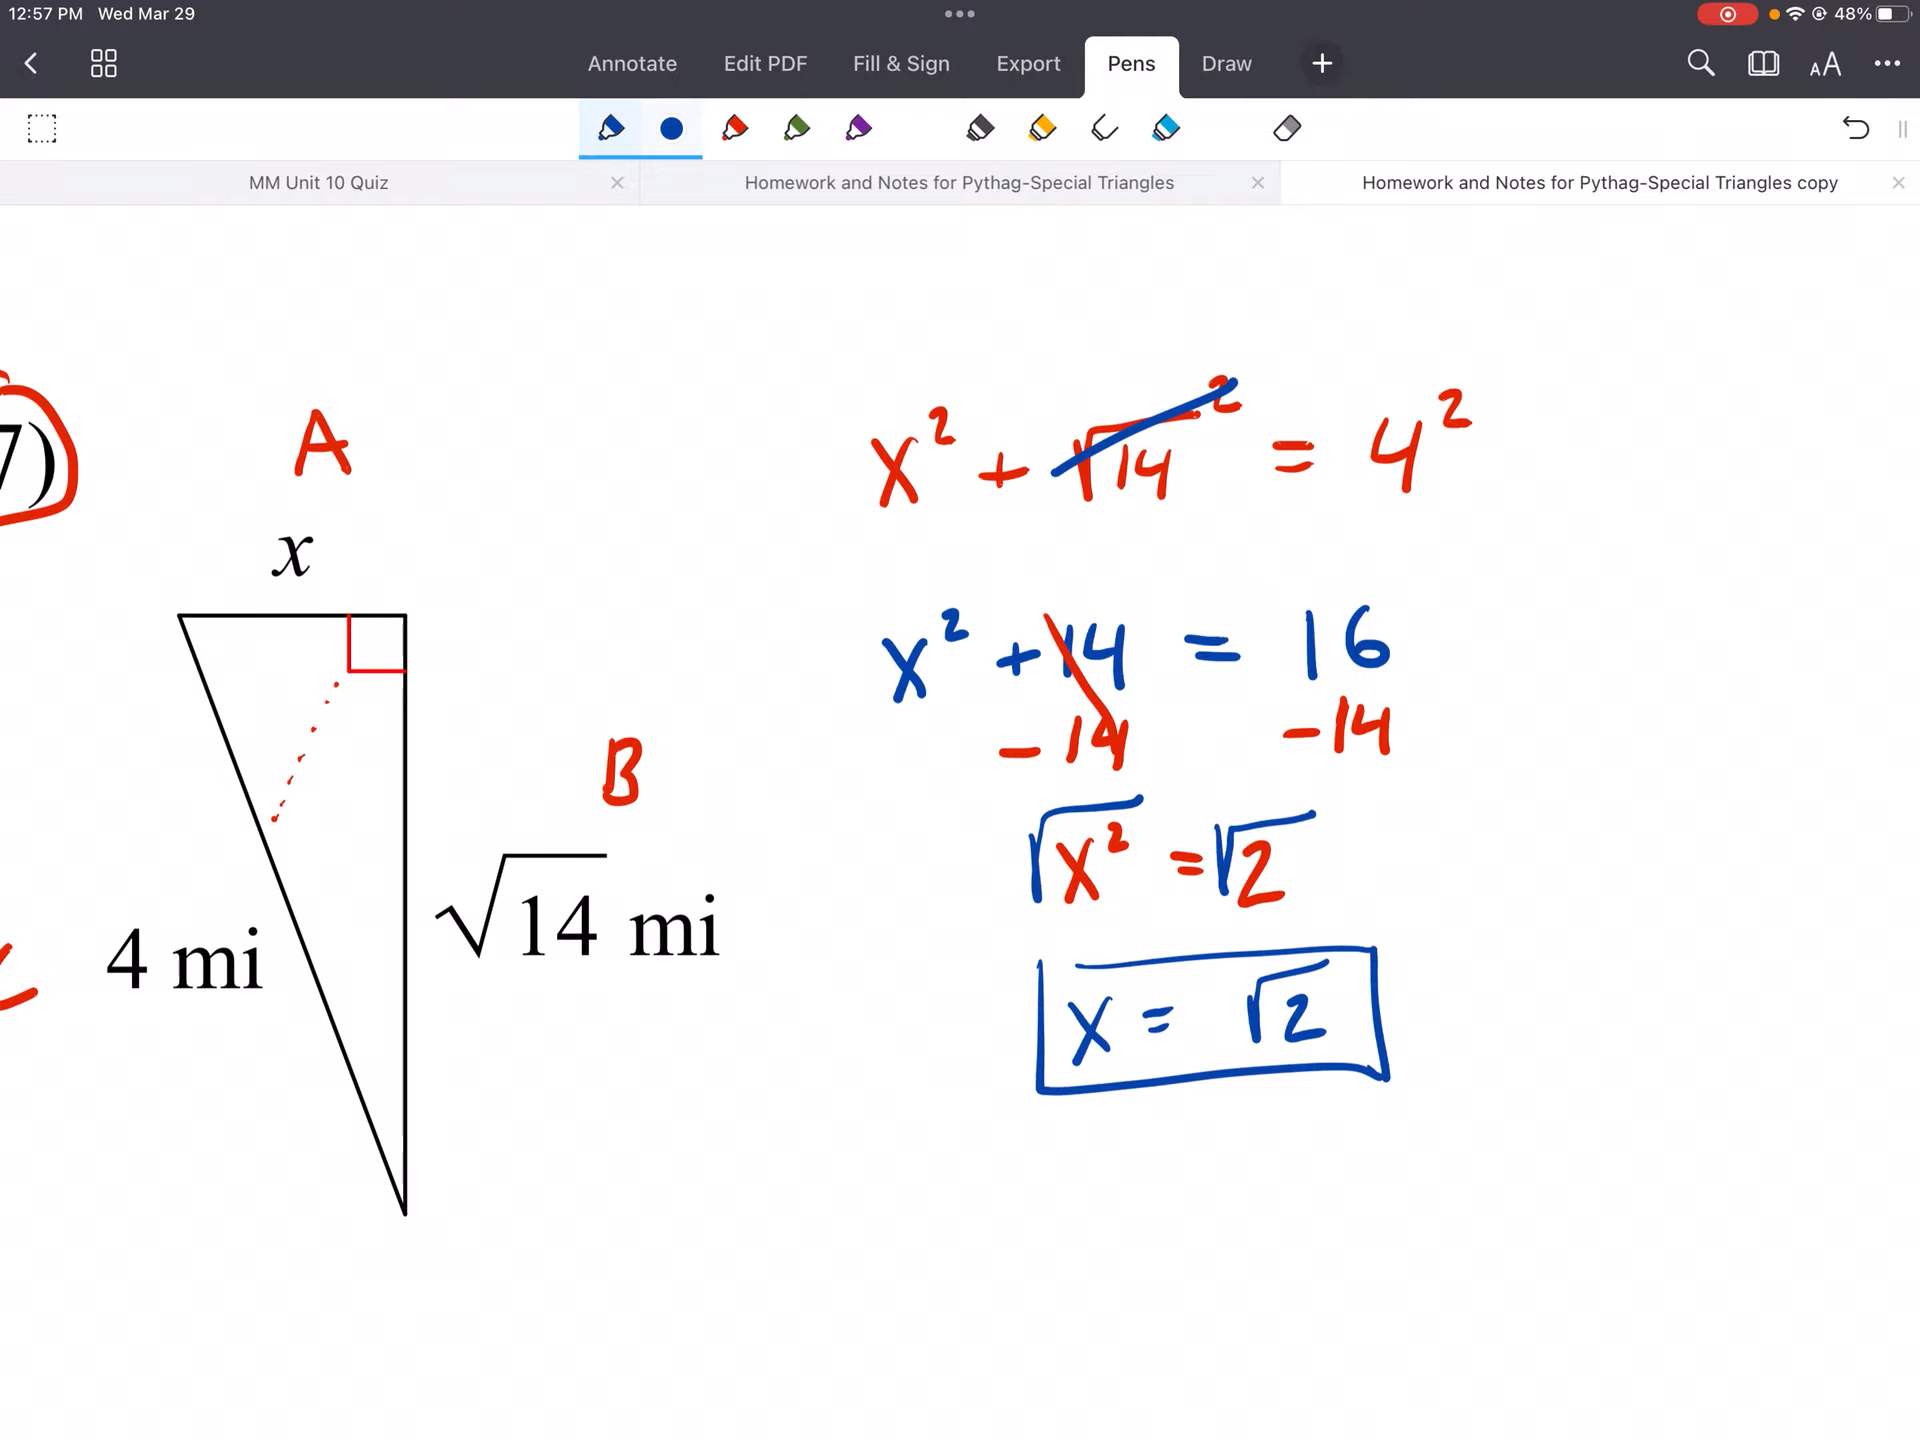 12:57 PM Wed Mar 29
48%
Annotate Edit PDF Fill & Sign Export Pens Draw
AA
MM Unit 10 Quiz
Homework and Notes for Pythag-Special Triangles
Homework and Notes for Pythag-Special Triangles copy
7)
A
x
B
4 mi
√14 mi
x² + √14² = 4²
x² + 14 = 16
- 14 - 14
√x² = √2
x = √2